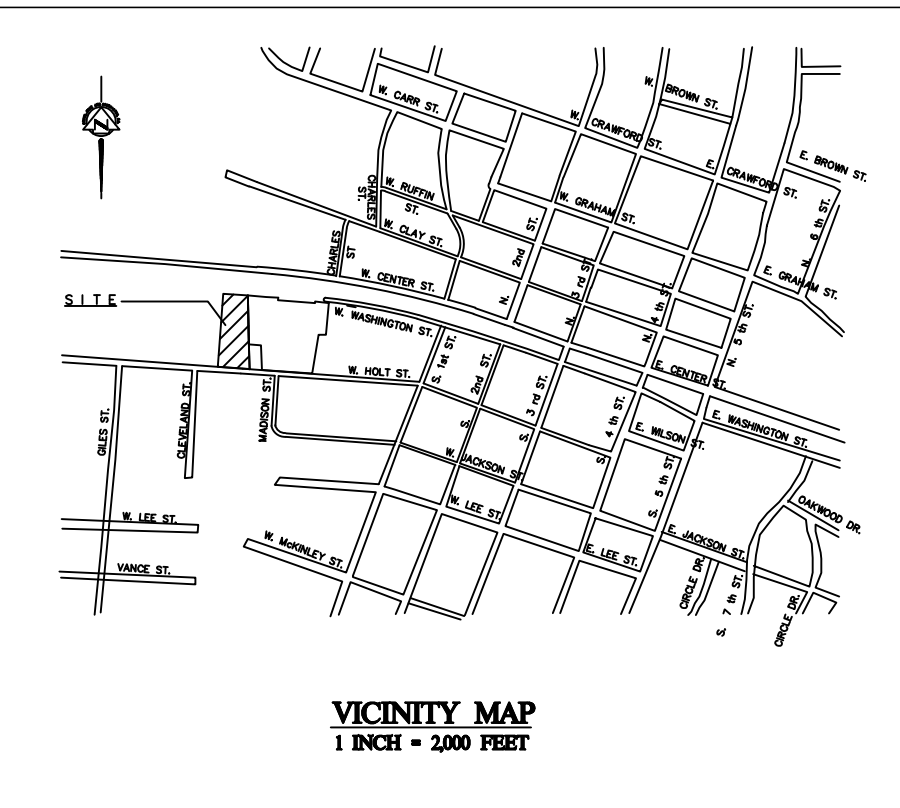 W. BROWN ST.
W. CARR ST.
W. CRAWFORD ST.
E. CRAWFORD ST.
E. BROWN ST.
CHARLES
ST.
W. RUFFIN
ST.
W. GRAHAM ST.
N. 6 th ST.
W. CLAY ST.
N. 2nd ST.
CHARLES
ST
N. 3 rd ST
N. 4 th ST.
E. GRAHAM ST.
W. CENTER ST.
SITE
W. WASHINGTON ST.
N. 5 th ST.
S. 1st ST.
S. 2nd ST.
W. HOLT ST.
E. CENTER ST.
S. 3 rd ST.
GILES ST.
CLEVELAND ST.
MADISON ST.
S. 4 th ST.
E. WASHINGTON ST.
E. WILSON ST.
W. JACKSON ST
S. 5 th ST.
W. LEE ST.
OAKWOOD DR.
W. LEE ST.
W. McKINLEY ST.
E. JACKSON ST.
E. LEE ST.
VANCE ST.
CIRCLE DR.
S. 7 th ST.
CIRCLE DR.
VICINITY MAP
1 INCH = 2,000 FEET